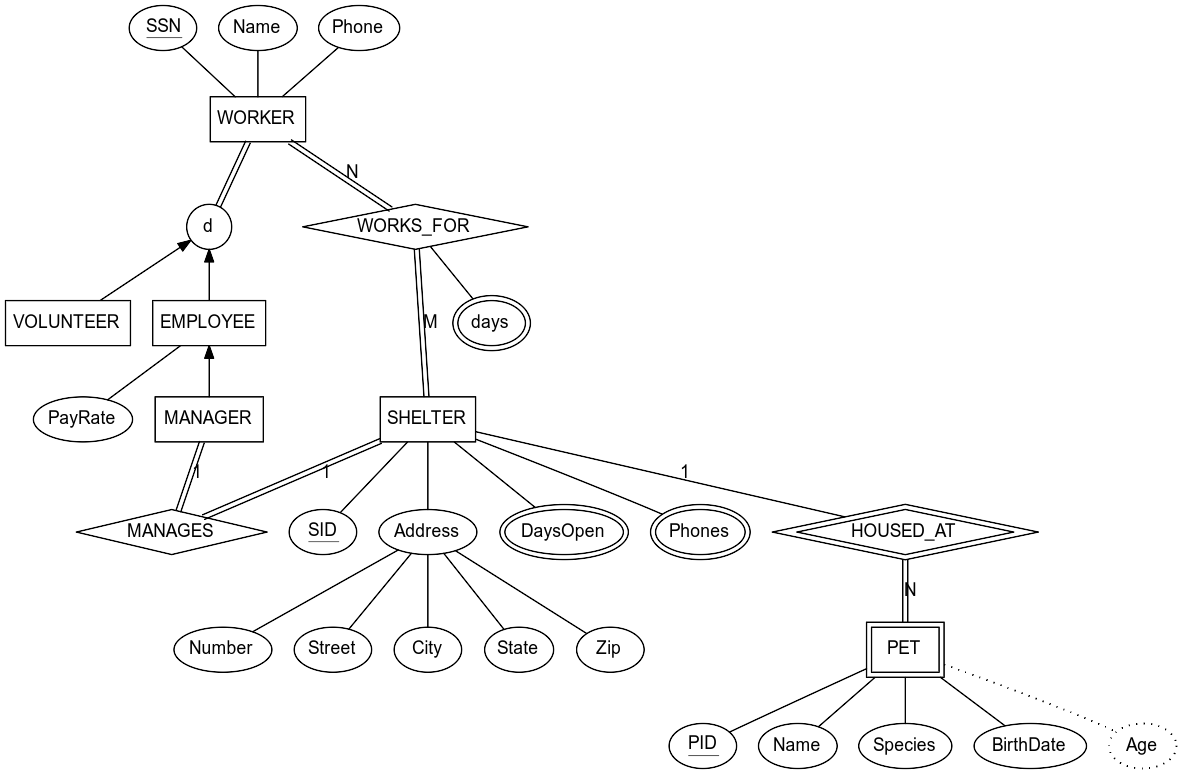 SSN
Name
Phone
WORKER
N
d
WORKS_FOR
VOLUNTEER
EMPLOYEE
M
days
PayRate
MANAGER
SHELTER
1
1
1
MANAGES
SID
Address
DaysOpen
Phones
HOUSED_AT
N
Number
Street
City
State
Zip
PET
PID
Name
Species
BirthDate
Age